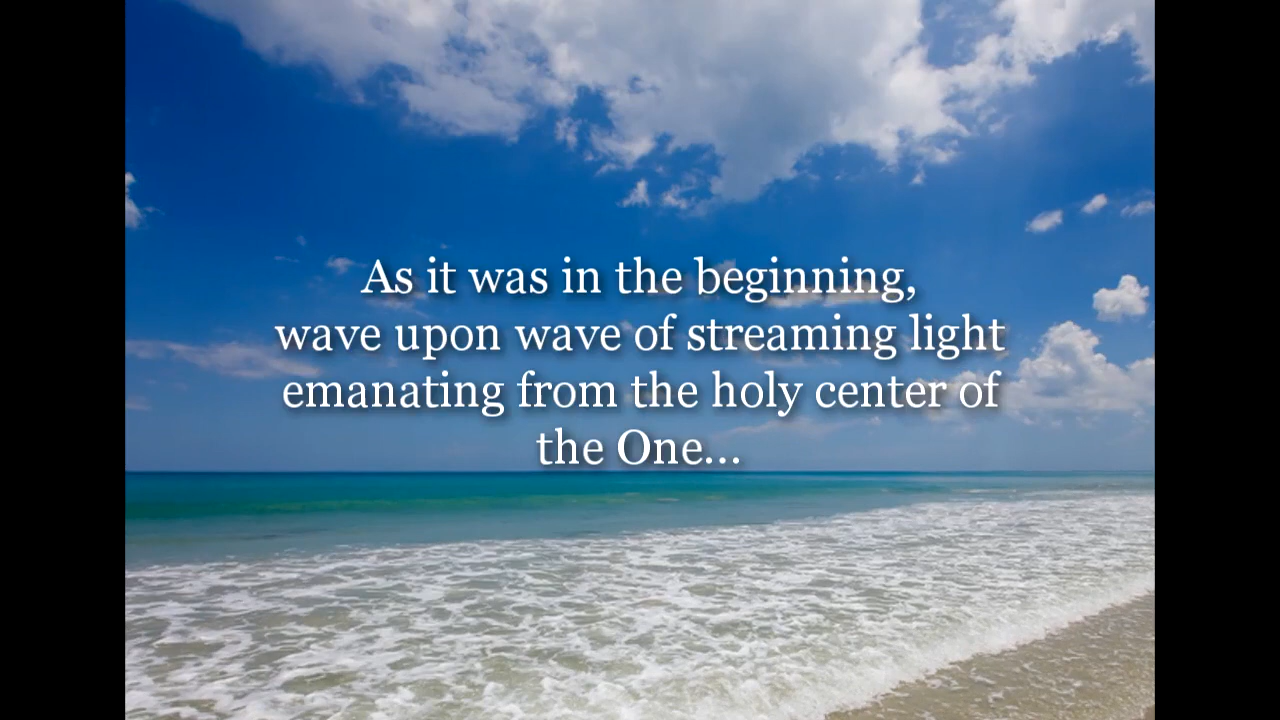 As it was in the beginning,
wave upon wave of streaming light
emanating from the holy center of
the One...